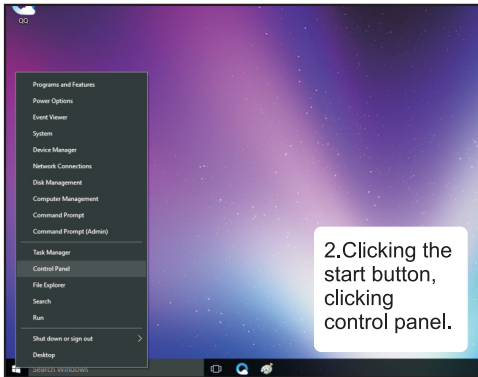 QQ
Programs and Features
Power Options
Event Viewer
System
Device Manager
Network Connections
Disk Management
Computer Management
Command Prompt
Command Prompt (Admin)
Task Manager
Control Panel
File Explorer
Search
Run
Shut down or sign out
Desktop
Search Windows
2.Clicking the
start button,
clicking
control panel.